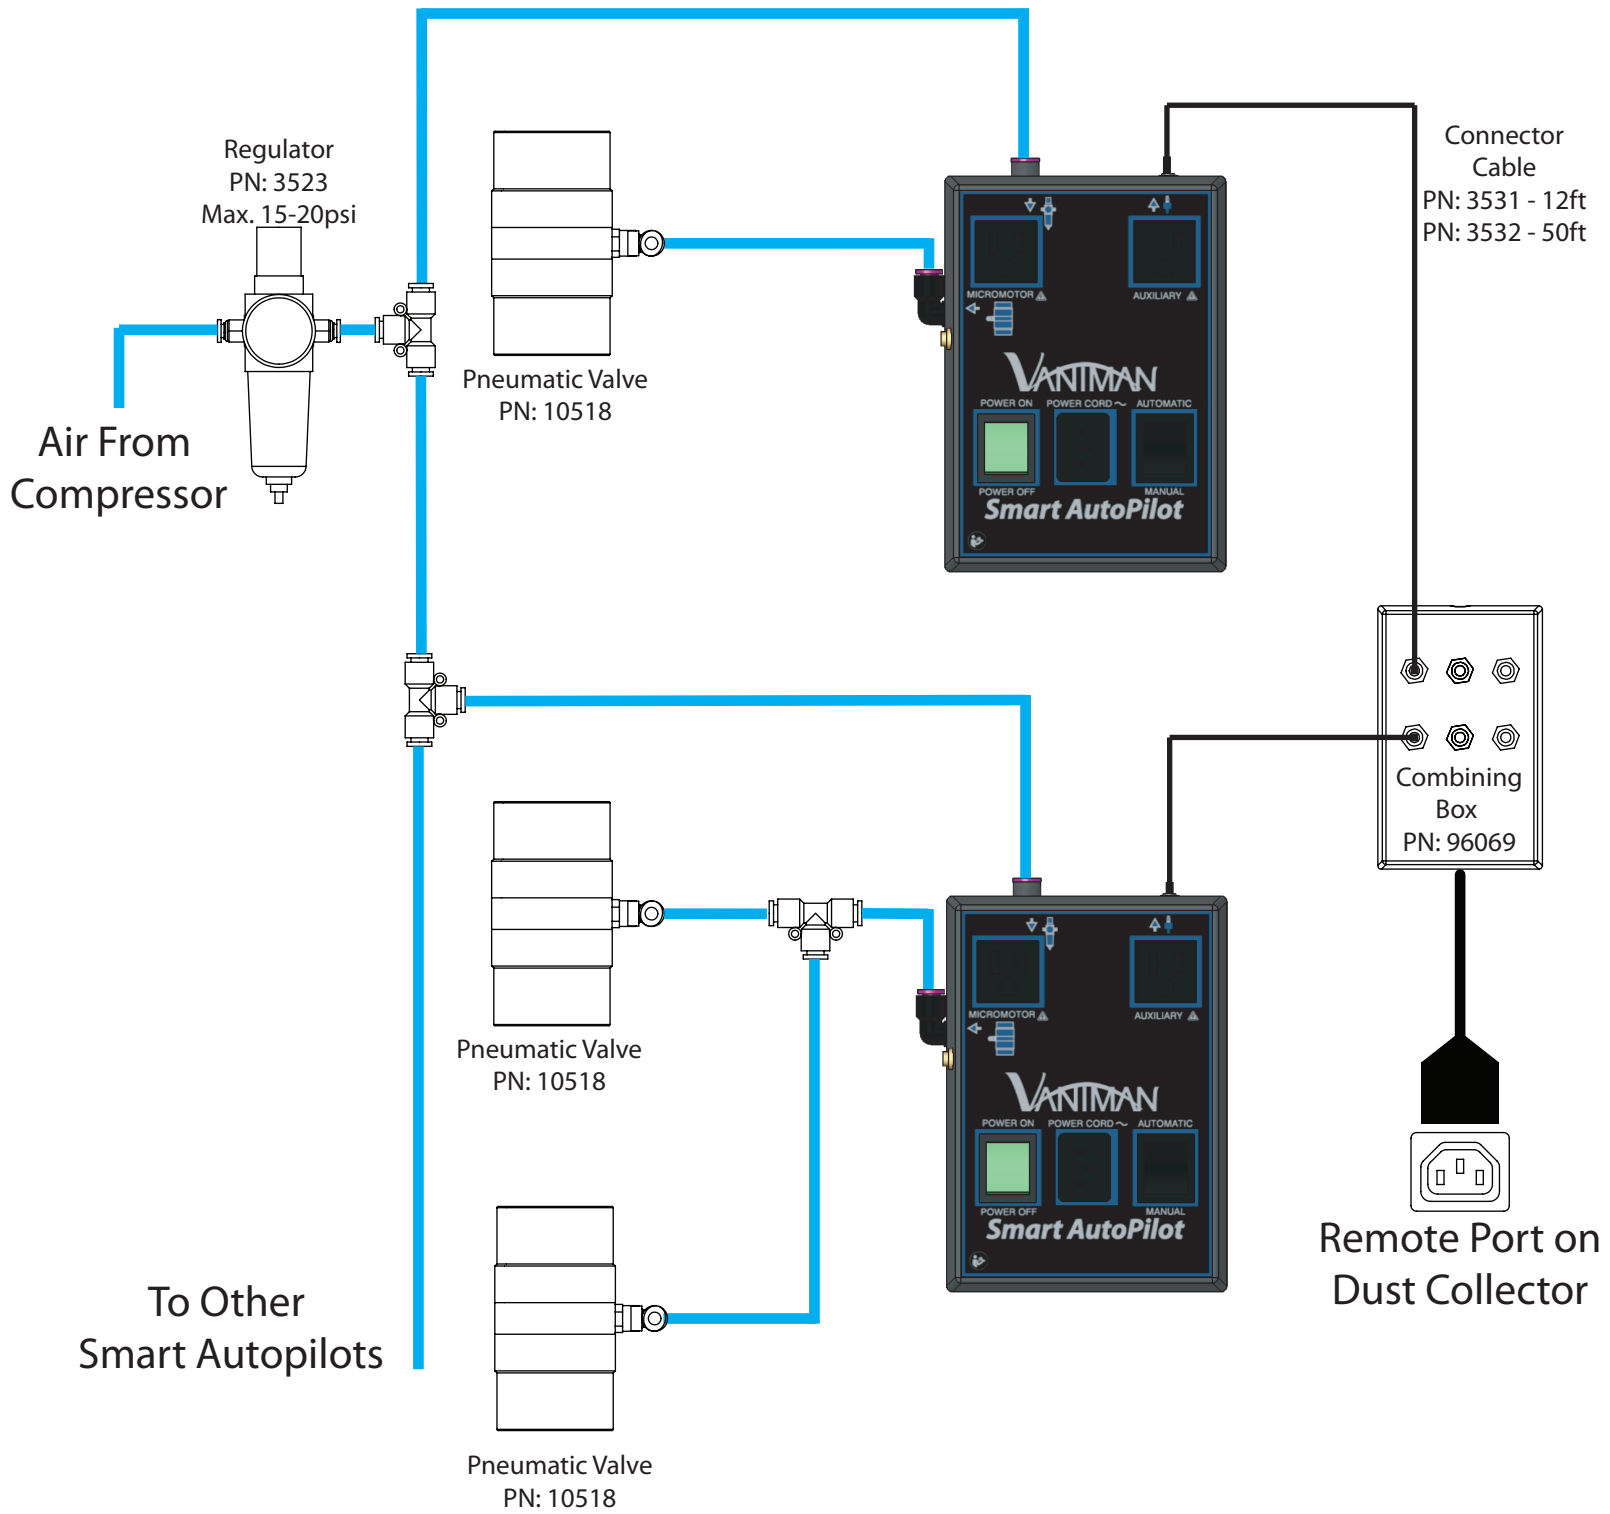 Regulator
PN: 3523
Max. 15-20psi
Connector
Cable
PN: 3531 - 12ft
PN: 3532 - 50ft
MICROMOTOR
AUXILIARY
Pneumatic Valve
PN: 10518
VANIMAN
POWER ON
POWER CORD ~
AUTOMATIC
Air From
Compressor
POWER OFF
MANUAL
Smart AutoPilot
Combining
Box
PN: 96069
MICROMOTOR
AUXILIARY
Pneumatic Valve
PN: 10518
VANIMAN
POWER ON
POWER CORD ~
AUTOMATIC
POWER OFF
MANUAL
Smart AutoPilot
Remote Port on
Dust Collector
To Other
Smart Autopilots
Pneumatic Valve
PN: 10518